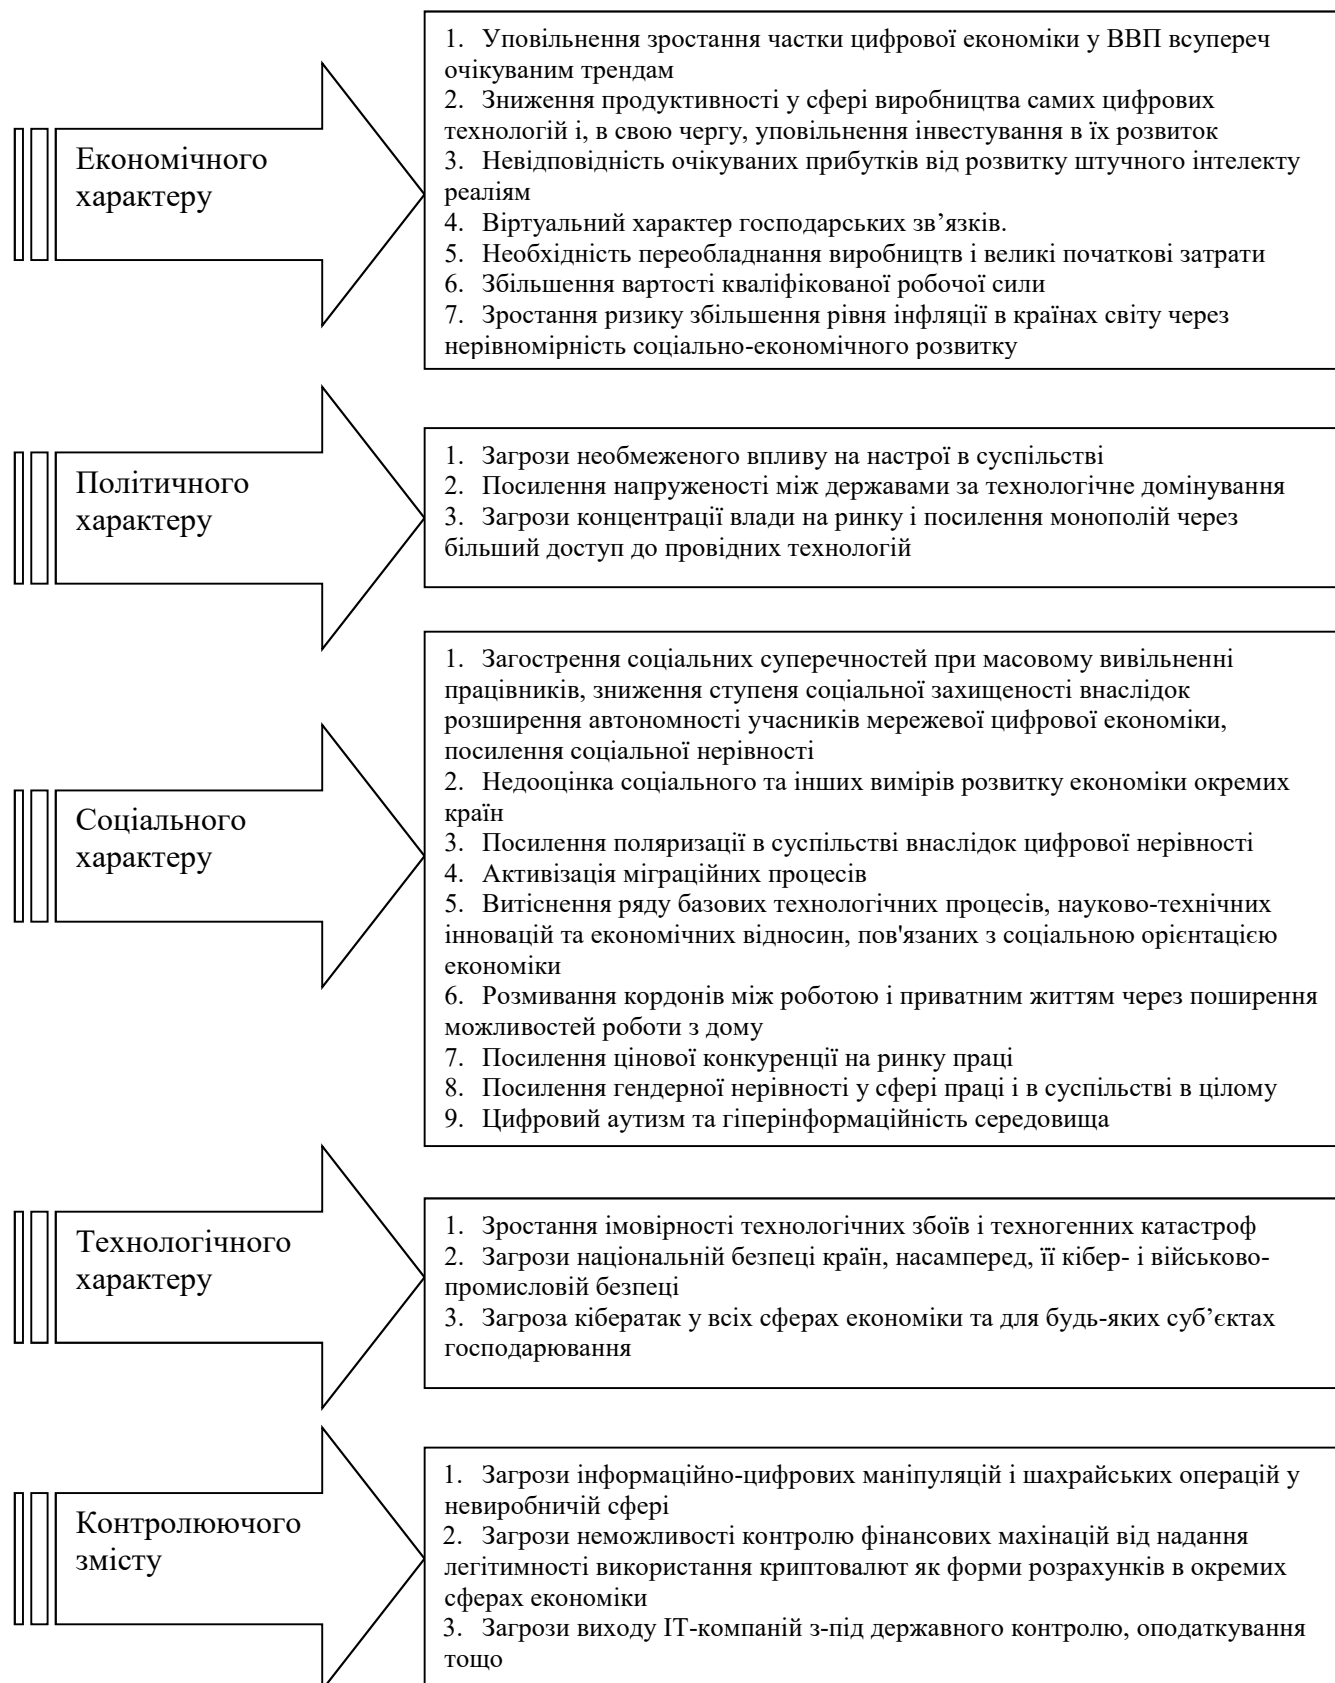 Економічного
характеру
1. Уповільнення зростання частки цифрової економіки у ВВП всупереч
очікуваним трендам
2. Зниження продуктивності у сфері виробництва самих цифрових
технологій і, в свою чергу, уповільнення інвестування в їх розвиток
3. Невідповідність очікуваних прибутків від розвитку штучного інтелекту
реаліям
4. Віртуальний характер господарських зв’язків.
5. Необхідність переобладнання виробництв і великі початкові затрати
6. Збільшення вартості кваліфікованої робочої сили
7. Зростання ризику збільшення рівня інфляції в країнах світу через
нерівномірність соціально-економічного розвитку
Політичного
характеру
1. Загрози необмеженого впливу на настрої в суспільстві
2. Посилення напруженості між державами за технологічне домінування
3. Загрози концентрації влади на ринку і посилення монополій через
більший доступ до провідних технологій
Соціального
характеру
1. Загострення соціальних суперечностей при масовому вивільненні
працівників, зниження ступеня соціальної захищеності внаслідок
розширення автономності учасників мережевої цифрової економіки,
посилення соціальної нерівності
2. Недооцінка соціального та інших вимірів розвитку економіки окремих
країн
3. Посилення поляризації в суспільстві внаслідок цифрової нерівності
4. Активізація міграційних процесів
5. Витіснення ряду базових технологічних процесів, науково-технічних
інновацій та економічних відносин, пов'язаних з соціальною орієнтацією
економіки
6. Розмивання кордонів між роботою і приватним життям через поширення
можливостей роботи з дому
7. Посилення цінової конкуренції на ринку праці
8. Посилення гендерної нерівності у сфері праці і в суспільстві в цілому
9. Цифровий аутизм та гіперінформаційність середовища
Технологічного
характеру
1. Зростання імовірності технологічних збоїв і техногенних катастроф
2. Загрози національній безпеці країн, насамперед, її кібер- і військово-
промисловій безпеці
3. Загроза кібератак у всіх сферах економіки та для будь-яких суб’єктах
господарювання
Контролюючого
змісту
1. Загрози інформаційно-цифрових маніпуляцій і шахрайських операцій у
невиробничій сфері
2. Загрози неможливості контролю фінансових махінацій від надання
легітимності використання криптовалют як форми розрахунків в окремих
сферах економіки
3. Загрози виходу ІТ-компаній з-під державного контролю, оподаткування
тощо